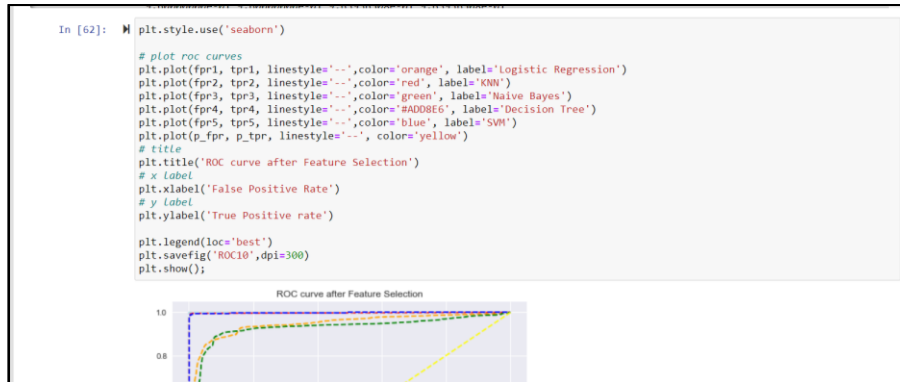 In [62]:
plt.style.use('seaborn')
# plot roc curves
plt.plot(fpr1, tpr1, linestyle='--',color='orange', label='Logistic Regression')
plt.plot(fpr2, tpr2, linestyle='--',color='red', label='KNN')
plt.plot(fpr3, tpr3, linestyle='--',color='green', label='Naive Bayes')
plt.plot(fpr4, tpr4, linestyle='--',color='#ADD8E6', label='Decision Tree')
plt.plot(fpr5, tpr5, linestyle='--',color='blue', label='SVM')
plt.plot(p_fpr, p_tpr, linestyle='--', color='yellow')
# title
plt.title('ROC curve after Feature Selection')
# x label
plt.xlabel('False Positive Rate')
# y label
plt.ylabel('True Positive rate')
plt.legend(loc='best')
plt.savefig('ROC10',dpi=300)
plt.show();
ROC curve after Feature Selection
1.0
0.8